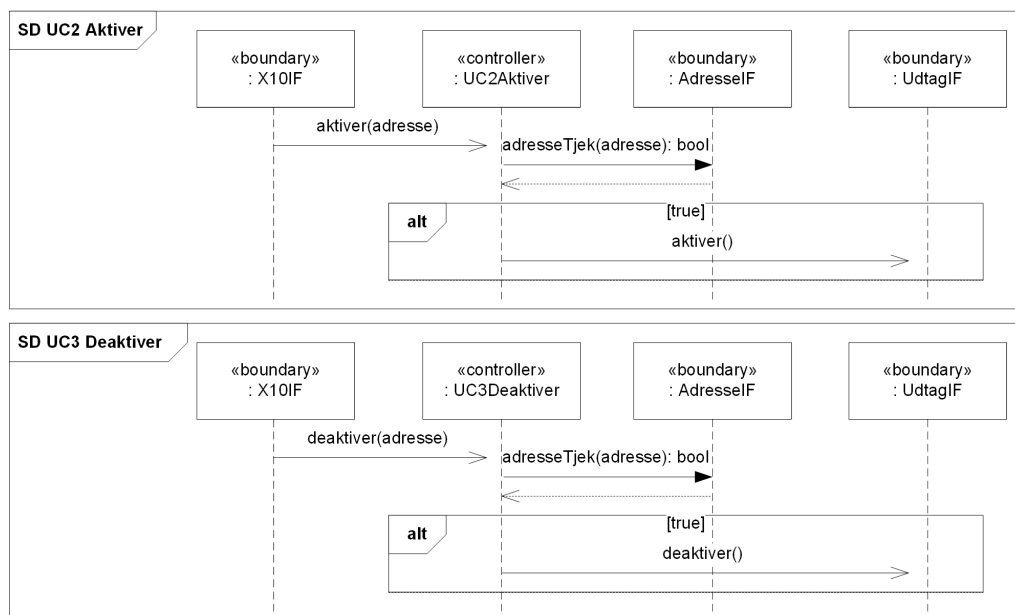 SD UC2 Aktiver
«boundary»
: X10IF
«controller»
: UC2Aktiver
«boundary»
: AdresseIF
«boundary»
: UdtagIF
aktiver(adresse)
adresseTjek(adresse): bool
alt
[true]
aktiver()
SD UC3 Deaktiver
«boundary»
: X10IF
«controller»
: UC3Deaktiver
«boundary»
: AdresseIF
«boundary»
: UdtagIF
deaktiver(adresse)
adresseTjek(adresse): bool
alt
[true]
deaktiver()